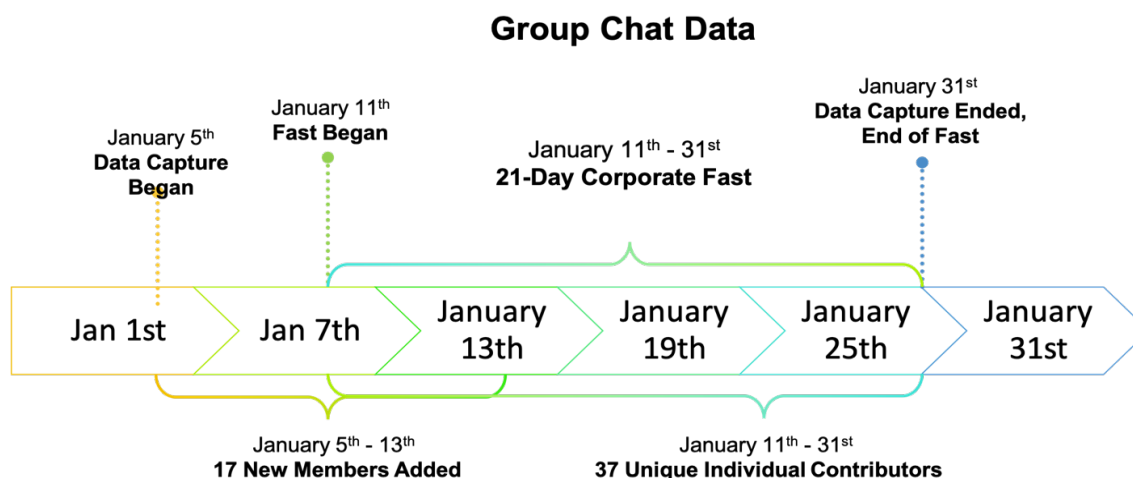 Group Chat Data
January 5th
Data Capture
Began
January 11th
Fast Began
January 11th - 31st
21-Day Corporate Fast
January 31st
Data Capture Ended,
End of Fast
Jan 1st
Jan 7th
January
13th
January
19th
January
25th
January
31st
January 5th - 13th
17 New Members Added
January 11th - 31st
37 Unique Individual Contributors